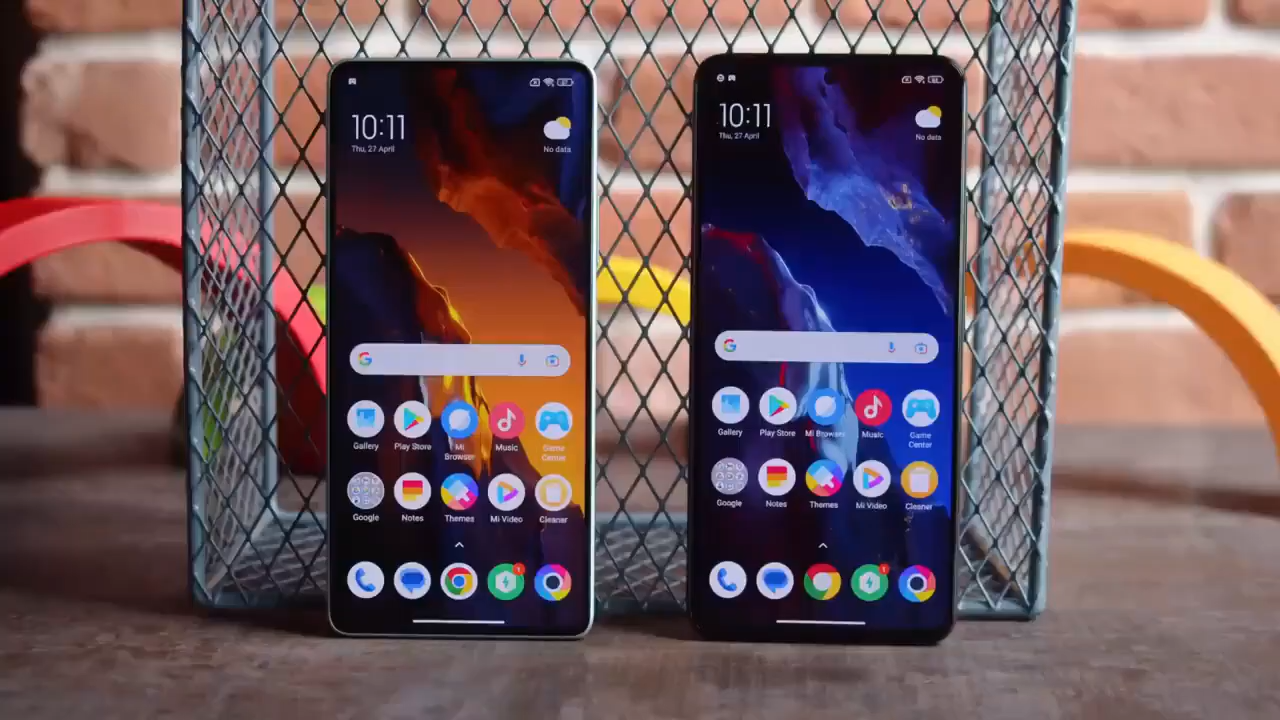 10:11
Thu, 27 April
No data
Gallery
Play Store
Mi
Browser
Music
Game
Center
Google
Notes
Themes
Mi Video
Cleaner
1
10:11
Thu, 27 April
No data
Gallery
Play Store
Mi Browser
Music
Game
Center
Google
Notes
Themes
Mi Video
Cleaner
1